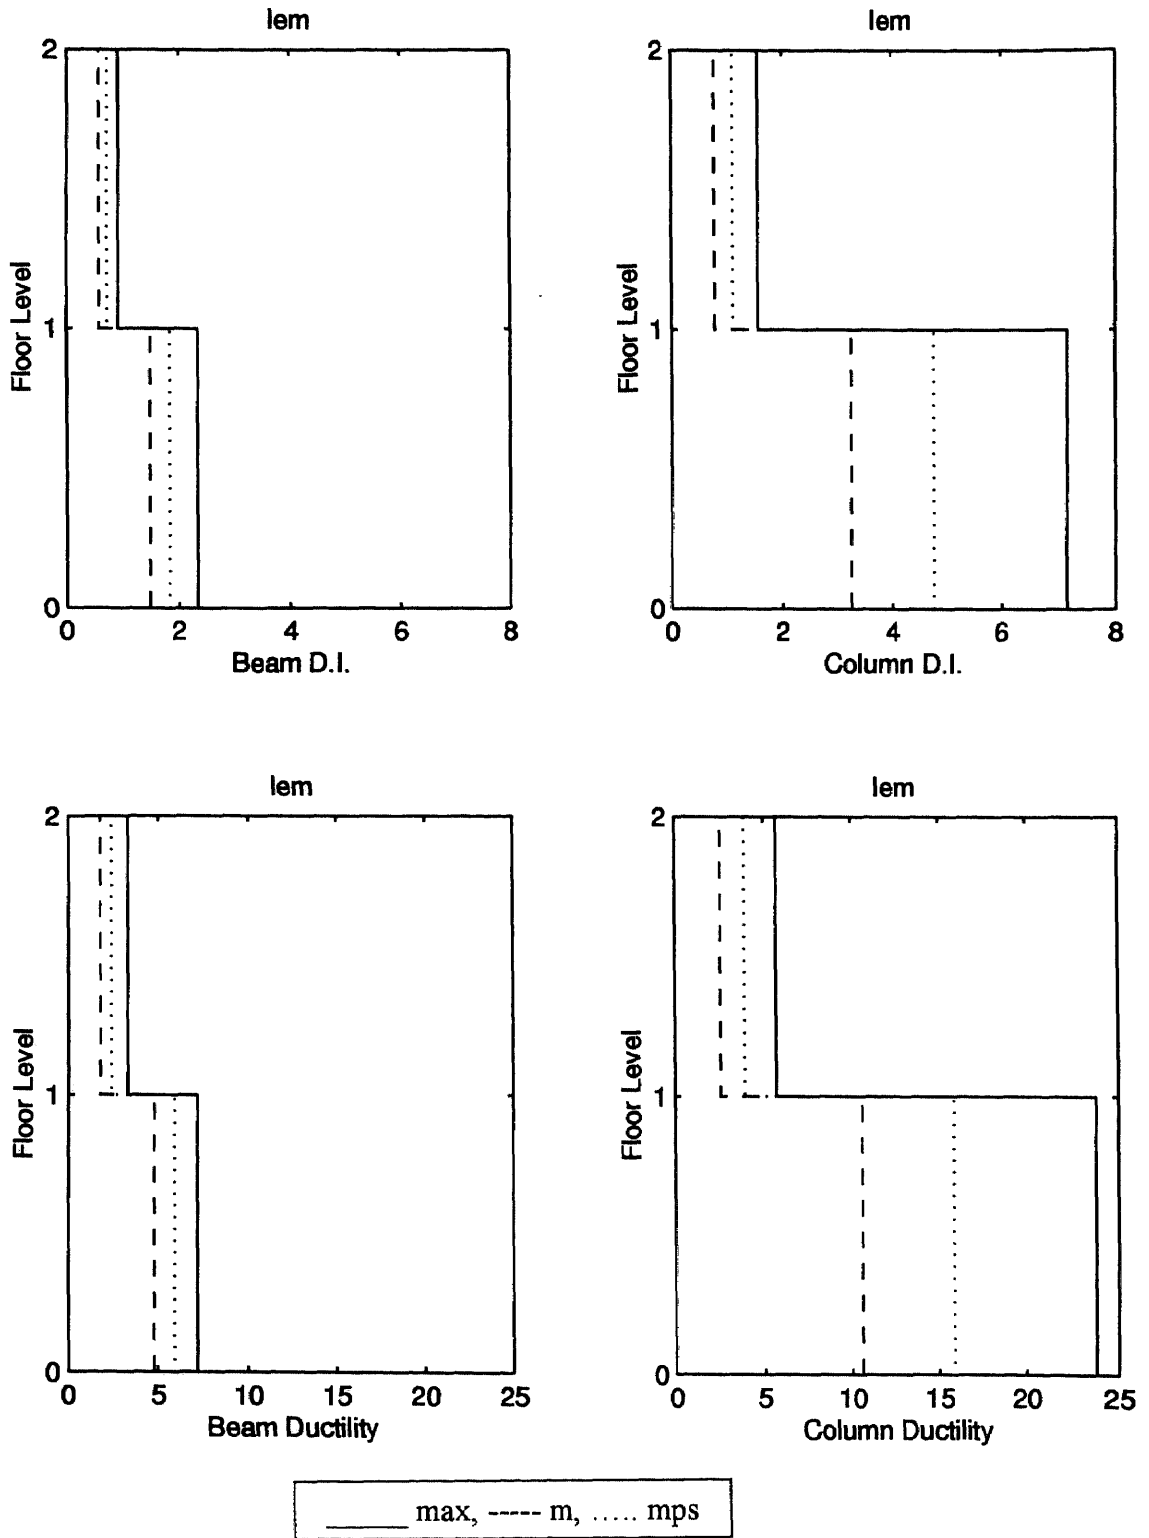 lem
2
Floor Level
1
0
0 2 4 6 8
Beam D.I.
lem
2
Floor Level
1
0
0 2 4 6 8
Column D.I.
lem
2
Floor Level
1
0
0 5 10 15 20 25
Beam Ductility
lem
2
Floor Level
1
0
0 5 10 15 20 25
Column Ductility
_____ max, ----- m, ..... mps